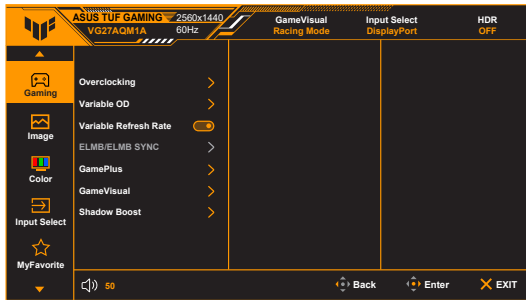 ASUS TUF GAMING 2560x1440
VG27AQM1A 60Hz
GameVisual
Racing Mode
Input Select
DisplayPort
HDR
OFF
Gaming
Image
Color
Input Select
MyFavorite
Overclocking
Variable OD
Variable Refresh Rate
ELMB/ELMB SYNC
GamePlus
GameVisual
Shadow Boost
50
Back
Enter
EXIT